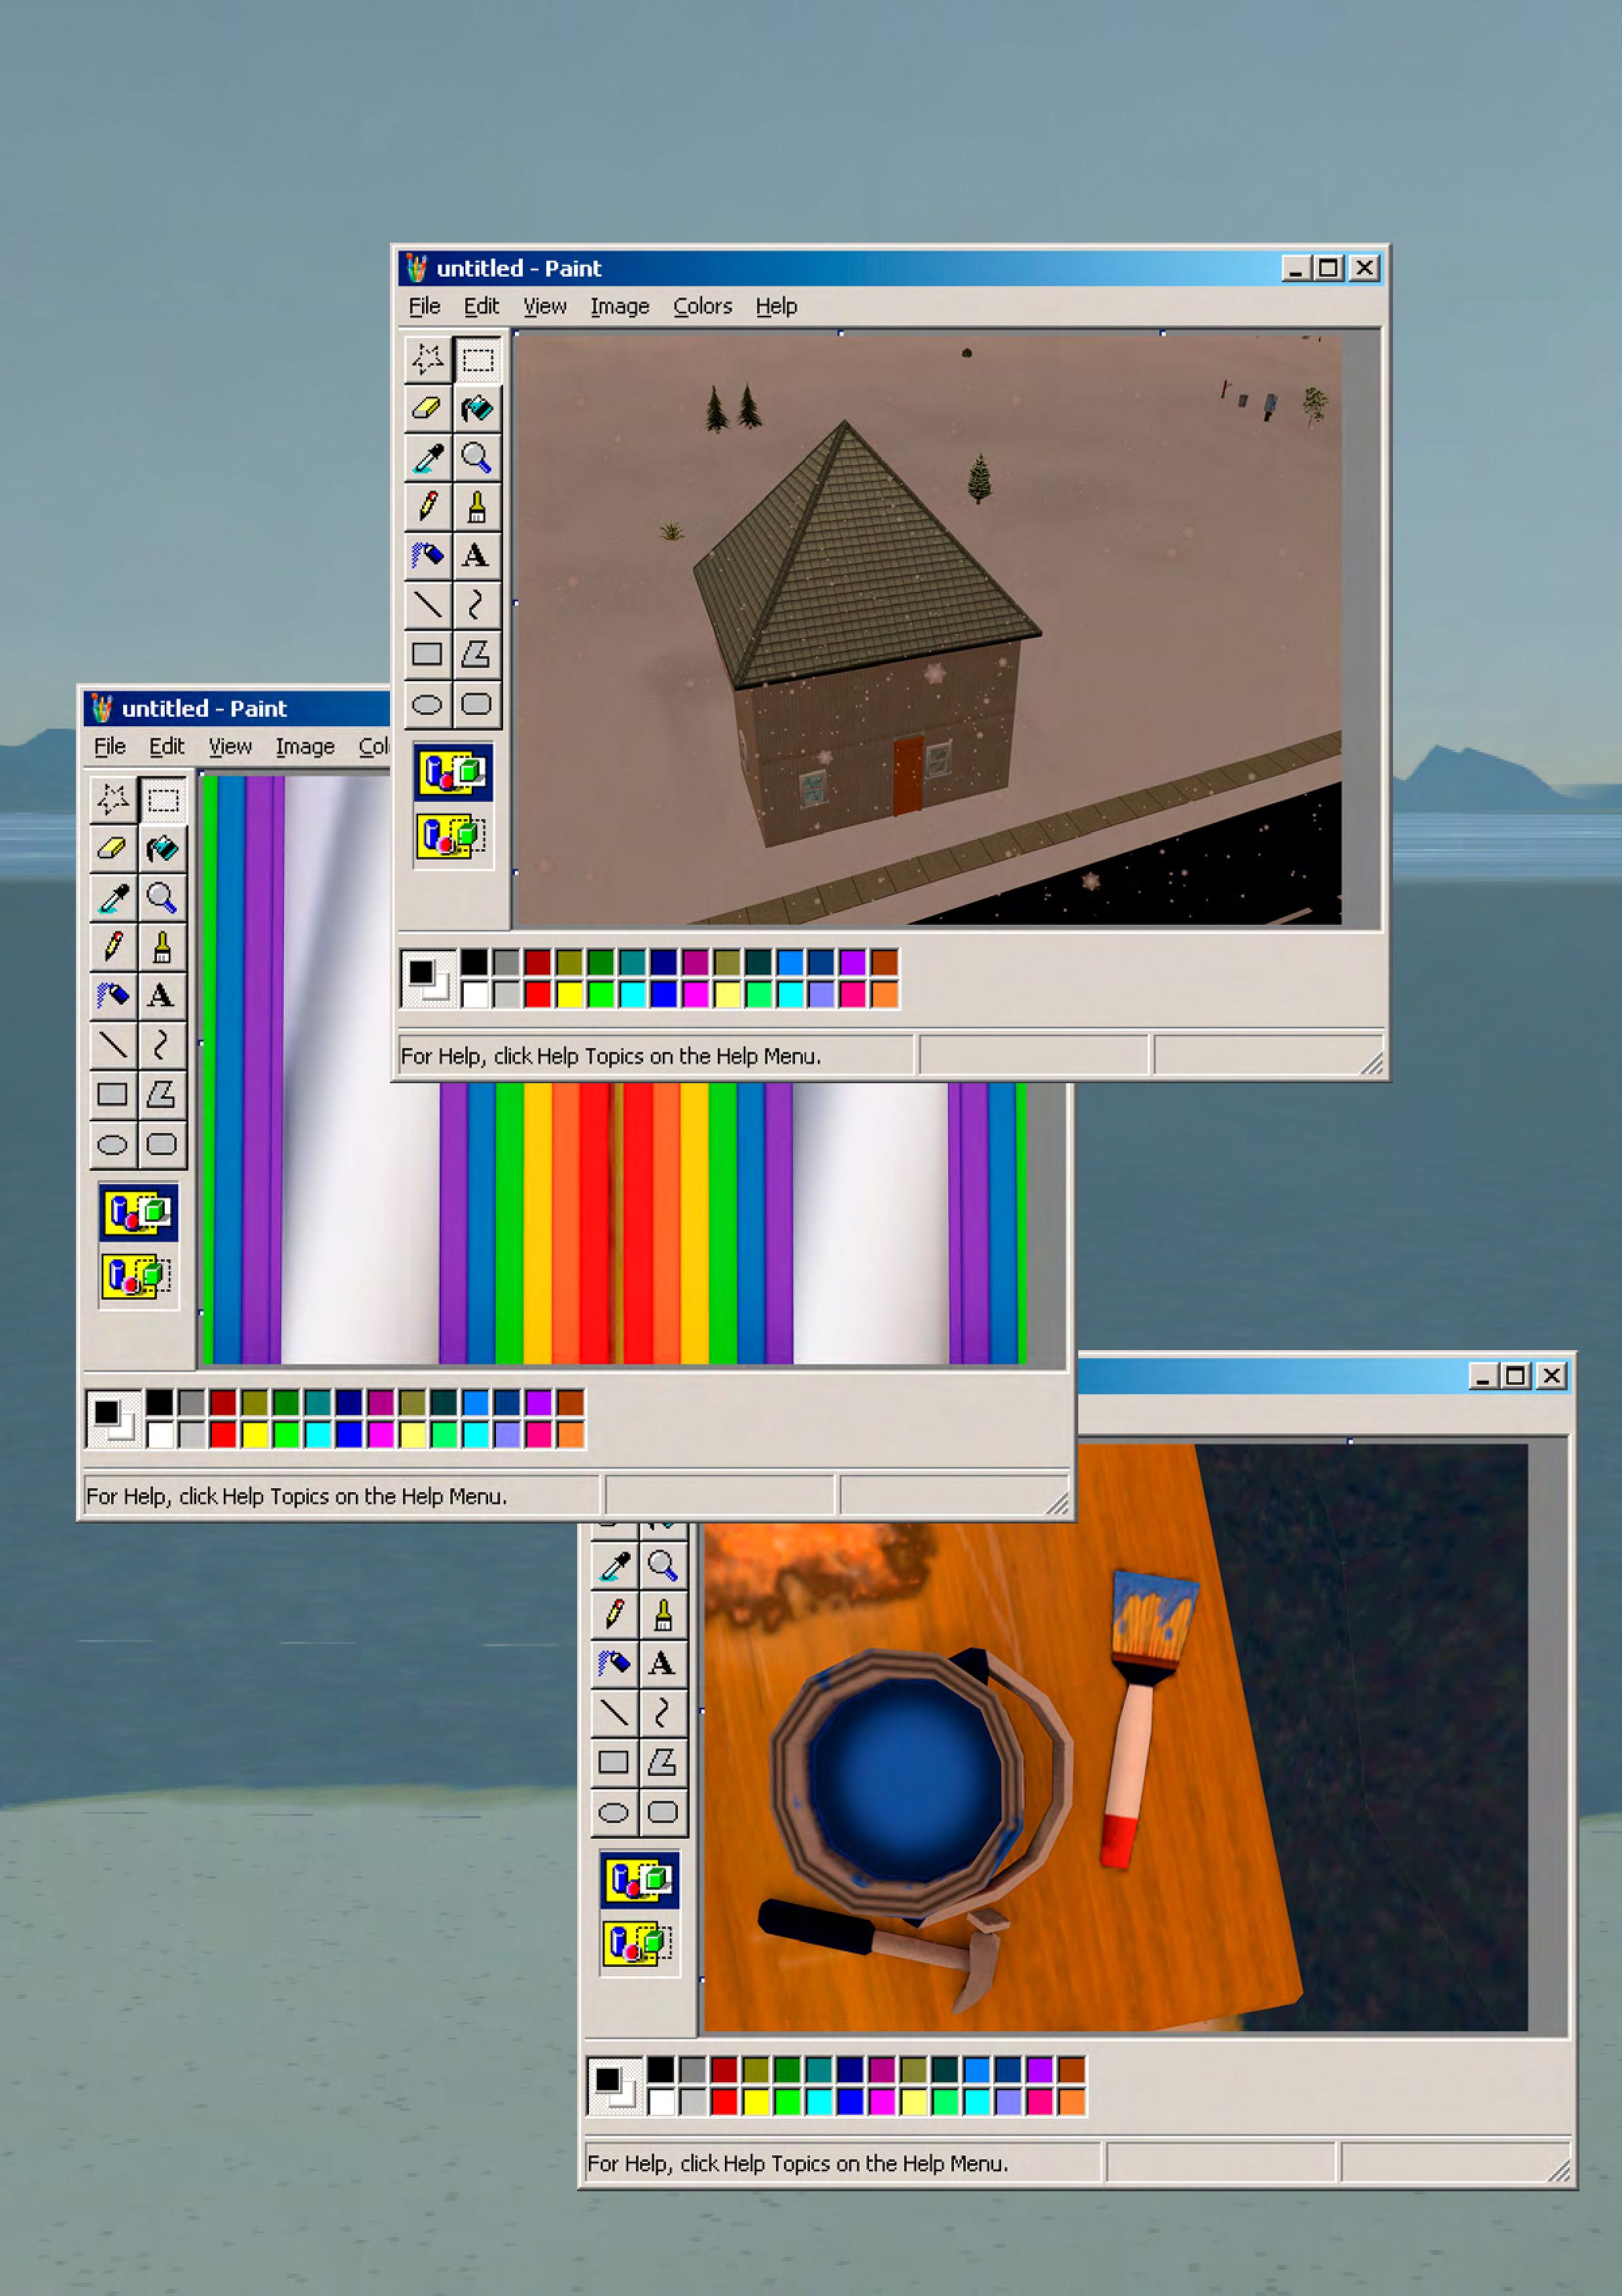 untitled - Paint
File Edit View Image Colors Help
A
For Help, click Help Topics on the Help Menu.
untitled - Paint
File Edit View Image Col
A
For Help, click Help Topics on the Help Menu.
A
For Help, click Help Topics on the Help Menu.